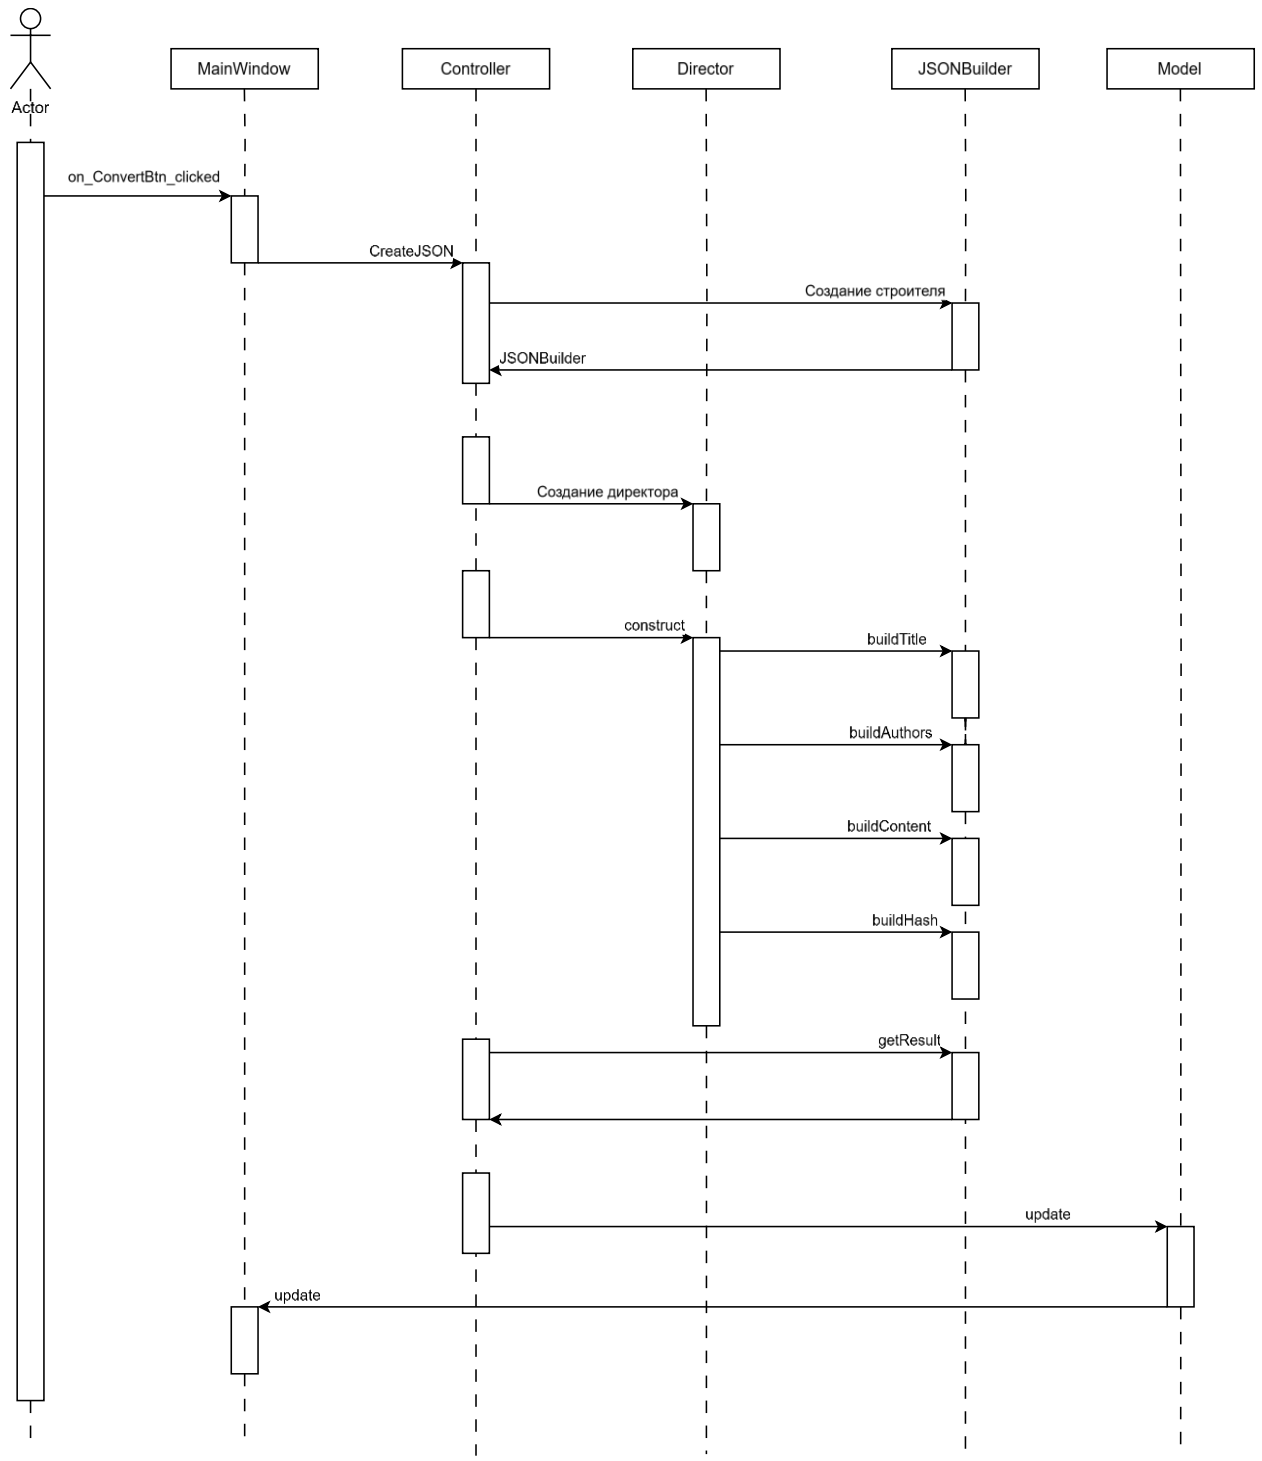 MainWindow
Controller
Director
JSONBuilder
Model
Actor
on_ConvertBtn_clicked
CreateJSON
Создание строителя
JSONBuilder
Создание директора
construct
buildTitle
buildAuthors
buildContent
buildHash
getResult
update
update